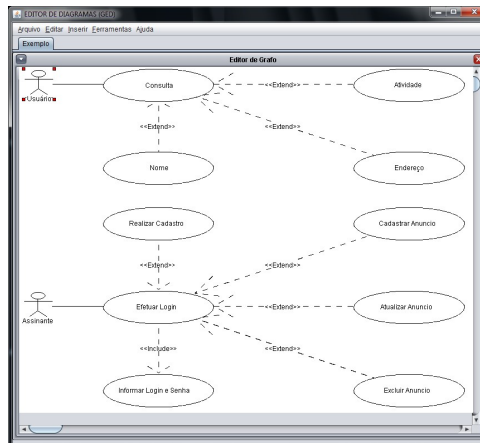 EDITOR DE DIAGRAMAS (GED)
Arquivo Editar Inserir Ferramentas Ajuda
Exemplo
Editor de Grafo
Usuário
Consulta
<<Extend>>
Atividade
<<Extend>>
<<Extend>>
Nome
Endereço
Realizar Cadastro
Cadastrar Anuncio
<<Extend>>
<<Extend>>
Assinante
Efetuar Login
<<Extend>>
Atualizar Anuncio
<<Include>>
<<Extend>>
Informar Login e Senha
Excluir Anuncio